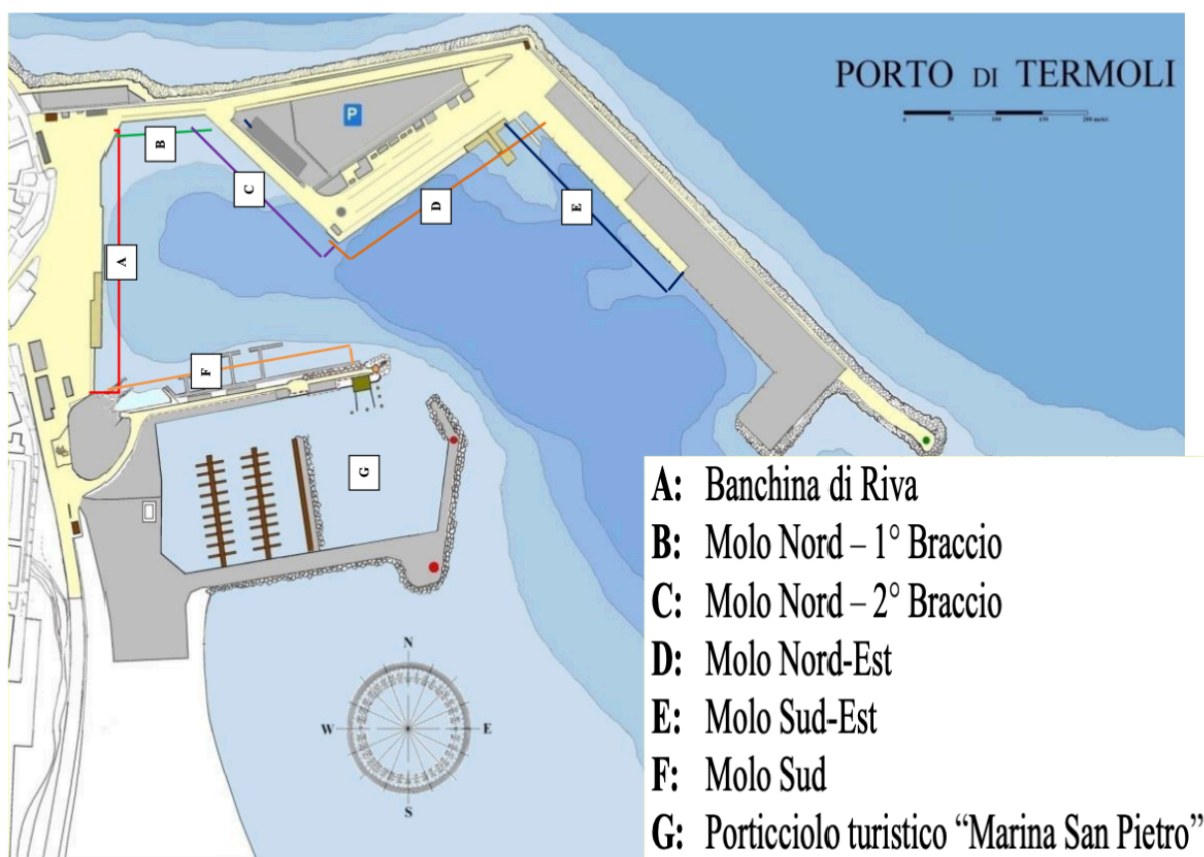 PORTO DI TERMOLI
P
B
C
D
E
A
F
G
N
W
E
S
A: Banchina di Riva
B: Molo Nord – 1° Braccio
C: Molo Nord – 2° Braccio
D: Molo Nord-Est
E: Molo Sud-Est
F: Molo Sud
G: Porticciolo turistico “Marina San Pietro”